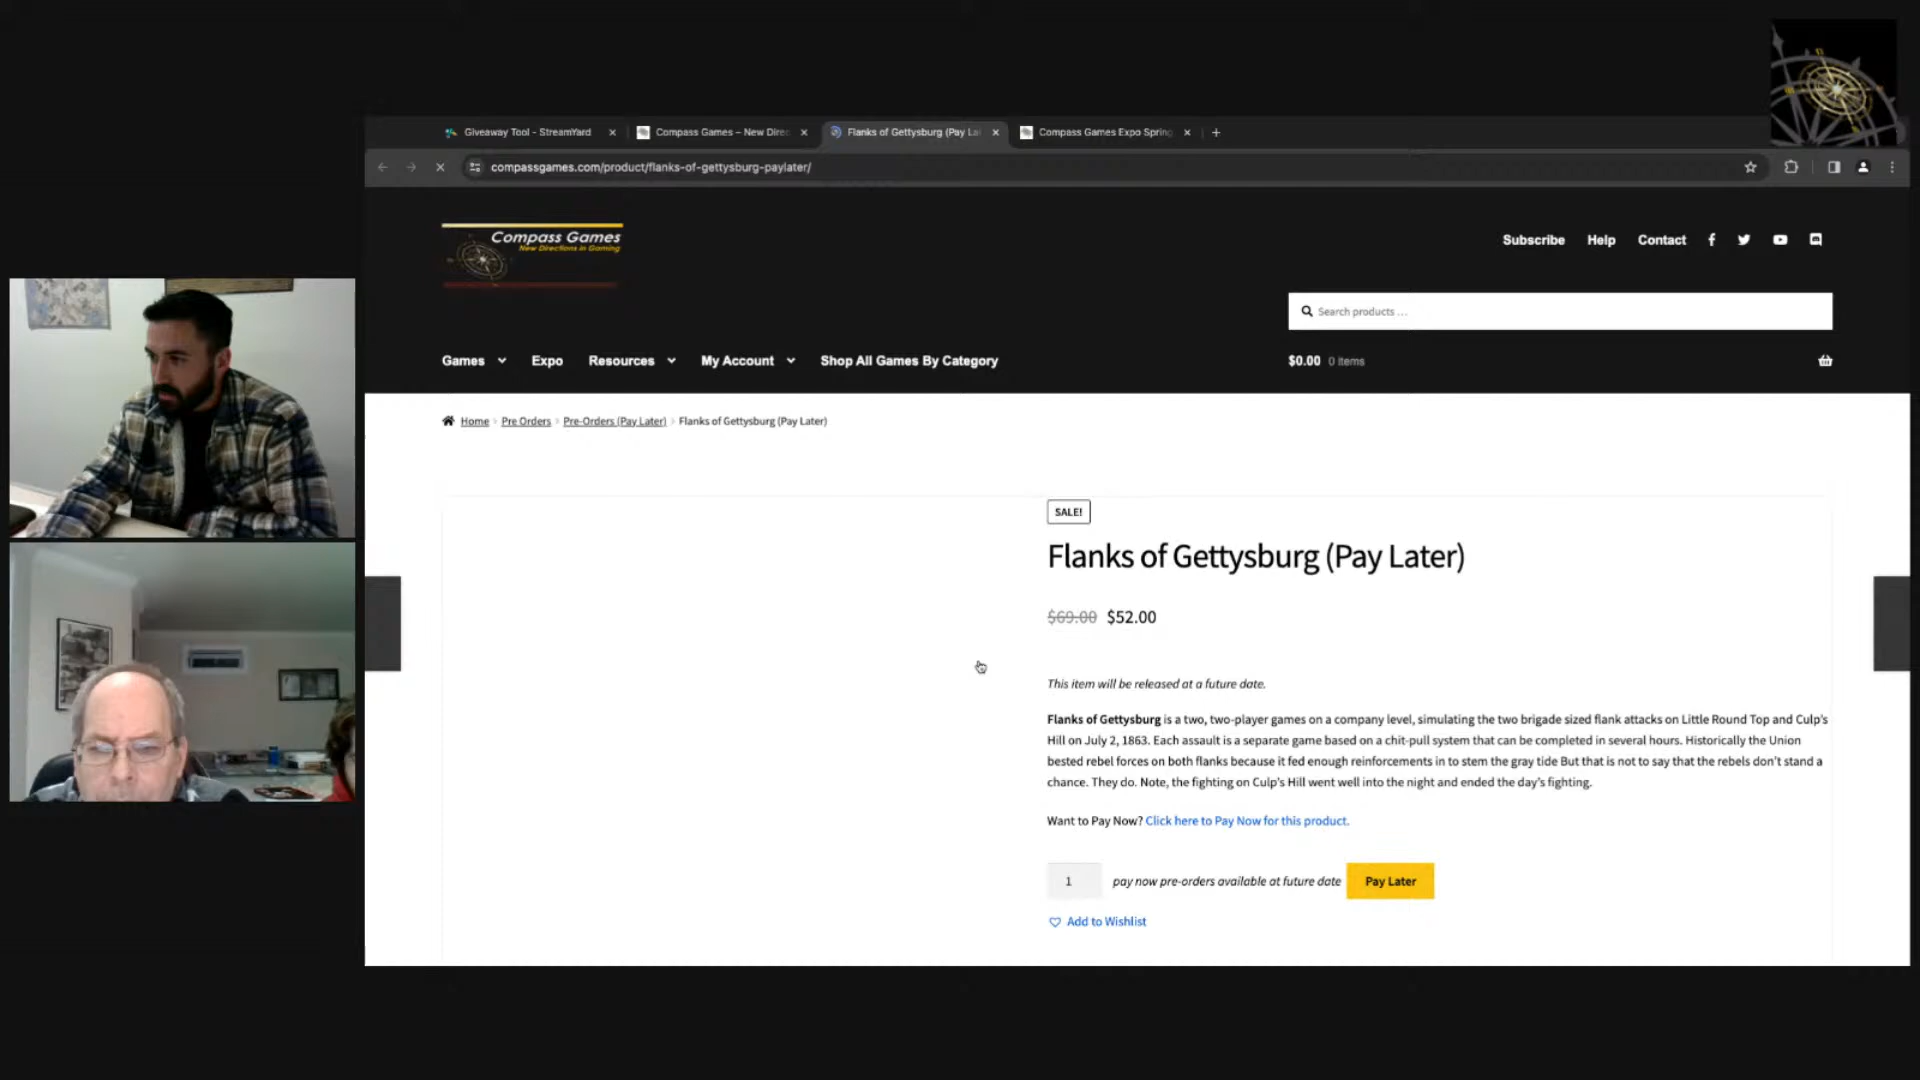 Giveaway Tool - StreamYard
Compass Games – New Direc
Flanks of Gettysburg (Pay La
Compass Games Expo Spring
compassgames.com/product/flanks-of-gettysburg-paylater/
Compass Games
New Directions in Gaming
Subscribe Help Contact
Search products …
Games Expo Resources My Account Shop All Games By Category
$0.00 0 items
Home Pre Orders Pre-Orders (Pay Later) Flanks of Gettysburg (Pay Later)
SALE!
Flanks of Gettysburg (Pay Later)
$69.00 $52.00
This item will be released at a future date.
Flanks of Gettysburg is a two, two-player games on a company level, simulating the two brigade sized flank attacks on Little Round Top and Culp's
Hill on July 2, 1863. Each assault is a separate game based on a chit-pull system that can be completed in several hours. Historically the Union
bested rebel forces on both flanks because it fed enough reinforcements in to stem the gray tide But that is not to say that the rebels don't stand a
chance. They do. Note, the fighting on Culp's Hill went well into the night and ended the day's fighting.
Want to Pay Now? Click here to Pay Now for this product.
1 pay now pre-orders available at future date Pay Later
Add to Wishlist